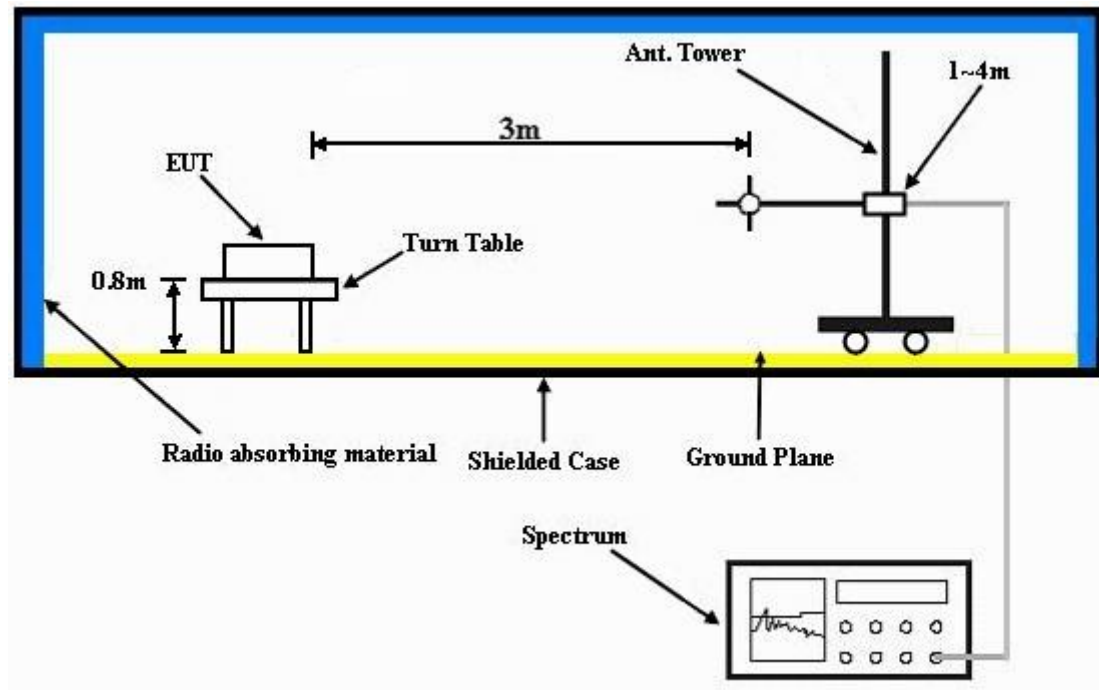 Ant. Tower
1~4m
3m
EUT
Turn Table
0.8m
Radio absorbing material
Shielded Case
Ground Plane
Spectrum